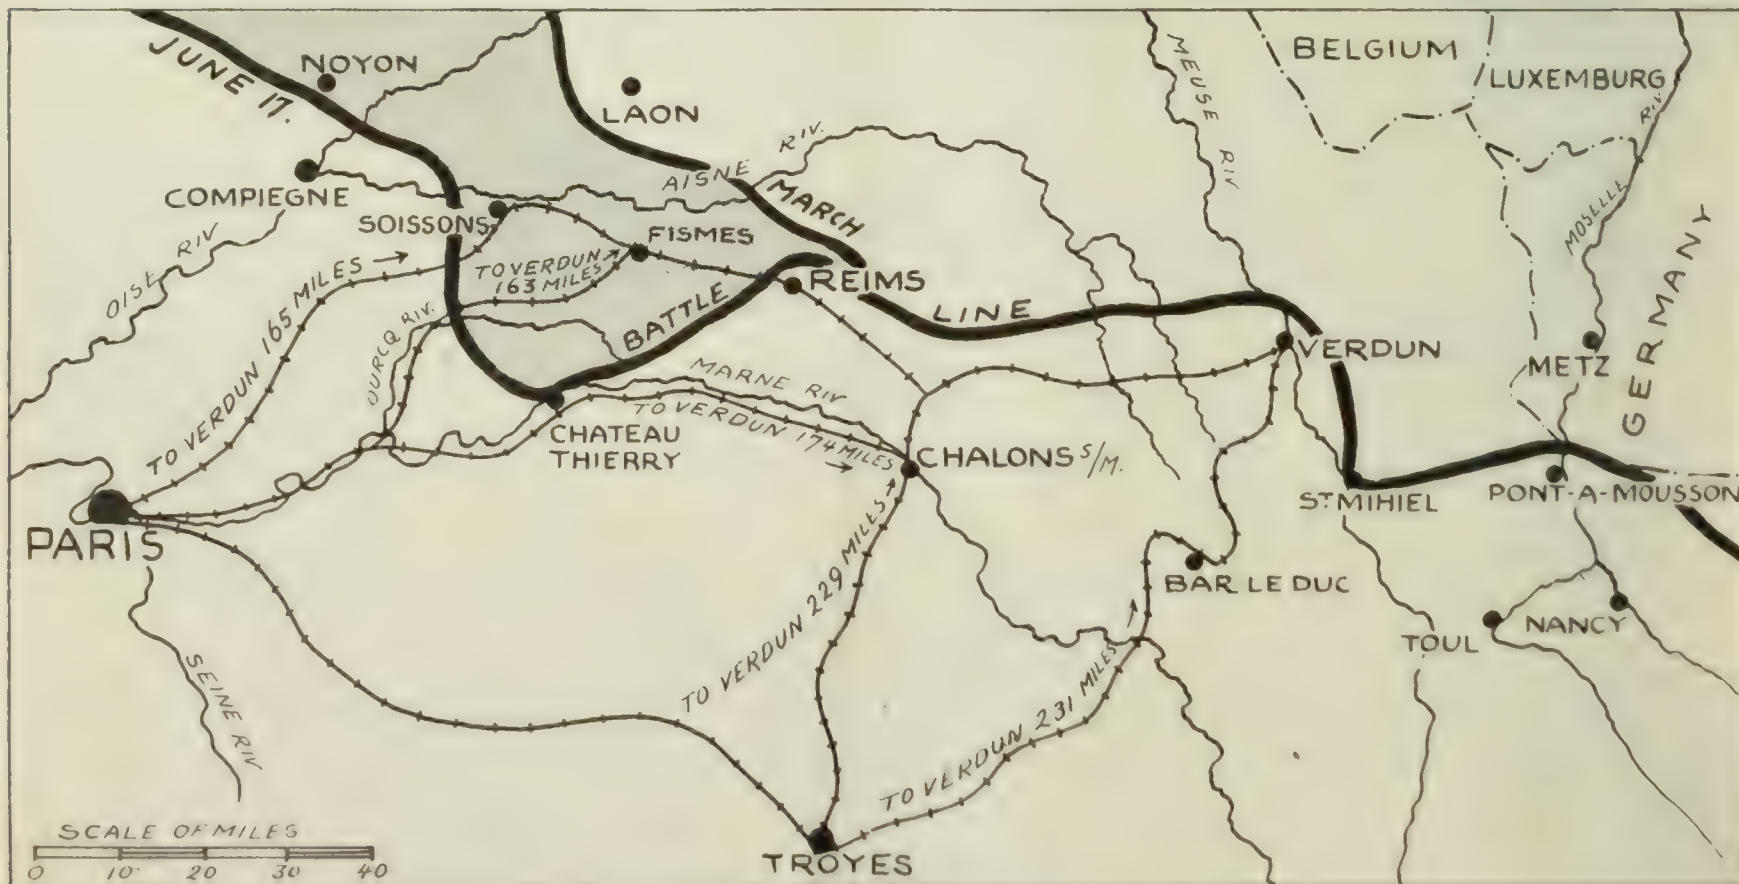 JUNE 17.
NOYON
LAON
MEUSE RIV
BELGIUM
LUXEMBURG
MOSELLE RIV.
GERMANY
AISNE RIV.
COMPIEGNE
SOISSONS
MARCH
FISMES
OISE RIV
TO VERDUN 165 MILES
TO VERDUN
163 MILES
REIMS
BATTLE LINE
OURCQ RIV.
VERDUN
METZ
MARNE RIV
TO VERDUN 174 MILES
CHATEAU
THIERRY
CHALONS S/M.
ST. MIHIEL
PONT-A-MOUSSON
PARIS
BAR LE DUC
TOUL
NANCY
TO VERDUN 229 MILES
SEINE RIV
TO VERDUN 231 MILES
TROYES
SCALE OF MILES
0 10 20 30 40